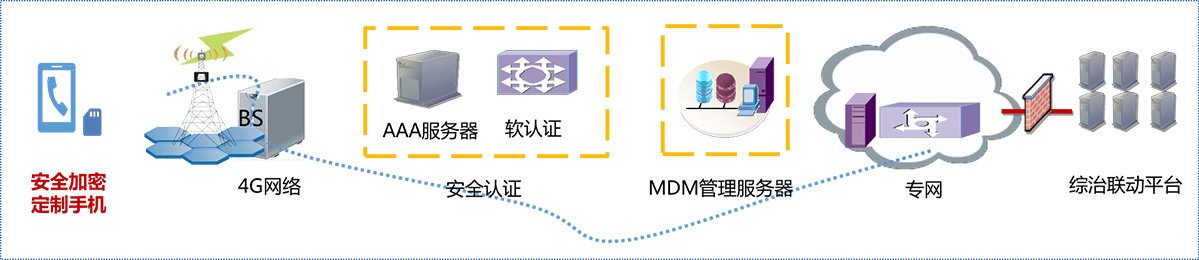 BS
AAA服务器
软认证
安全加密
定制手机
4G网络
安全认证
MDM管理服务器
专网
综治联动平台